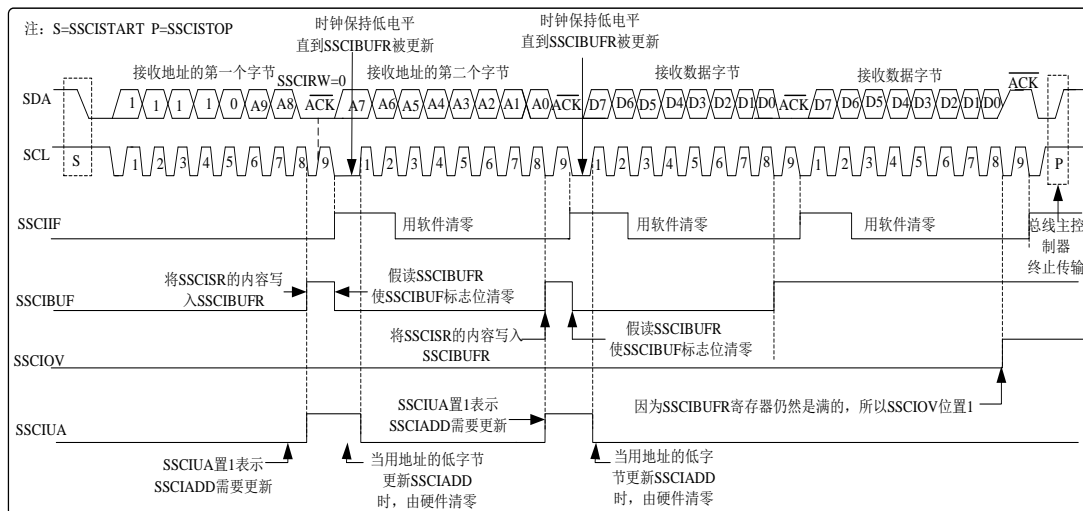 注：S=SSCISTART P=SSCISTOP
时钟保持低电平
直到SSCIBUFR被更新
时钟保持低电平
直到SSCIBUFR被更新
接收地址的第一个字节
SSCIRW=0
接收地址的第二个字节
接收数据字节
接收数据字节
SDA
1 1 1 1 0 A9 A8 ACK A7 A6 A5 A4 A3 A2 A1 A0 ACK D7 D6 D5 D4 D3 D2 D1 D0 ACK D7 D6 D5 D4 D3 D2 D1 D0 ACK
SCL
S 1 2 3 4 5 6 7 8 9 1 2 3 4 5 6 7 8 9 1 2 3 4 5 6 7 8 9 1 2 3 4 5 6 7 8 9 P
SSCIIF
用软件清零
用软件清零
用软件清零
总线主控
制器
终止传输
将SSCISR的内容写
入SSCIBUFR
假读SSCIBUFR
使SSCIBUF标志位清零
SSCIBUF
将SSCISR的内容写入
SSCIBUFR
假读SSCIBUFR
使SSCIBUF标志位清零
SSCIOV
因为SSCIBUFR寄存器仍然是满的，所以SSCIOV位置1
SSCIUA置1表示
SSCIADD需要更新
SSCIUA
SSCIUA置1表示
SSCIADD需要更新
当用地址的低字节
更新SSCIADD
时，由硬件清零
当用地址的低字
节更新SSCIADD
时，由硬件清零